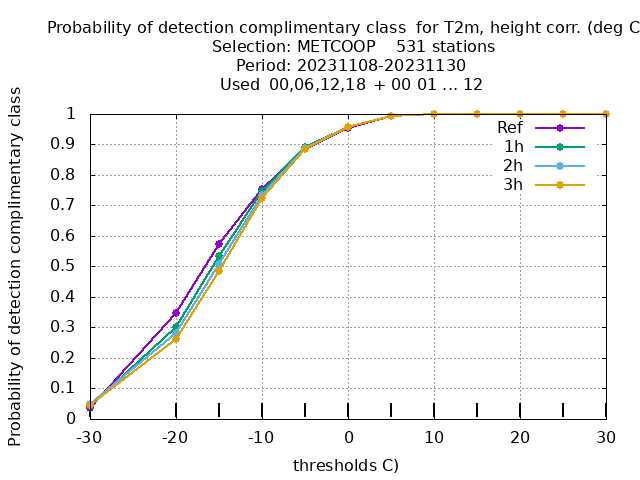 Probability of detection complimentary class  for T2m, height corr. (deg C
Selection: METCOOP    531 stations
Period: 20231108-20231130
Used  00,06,12,18  + 00 01 ... 12
Probability of detection complimentary class
1
0.9
0.8
0.7
0.6
0.5
0.4
0.3
0.2
0.1
0
Ref
1h
2h
3h
-30 -20 -10 0 10 20 30
thresholds C)